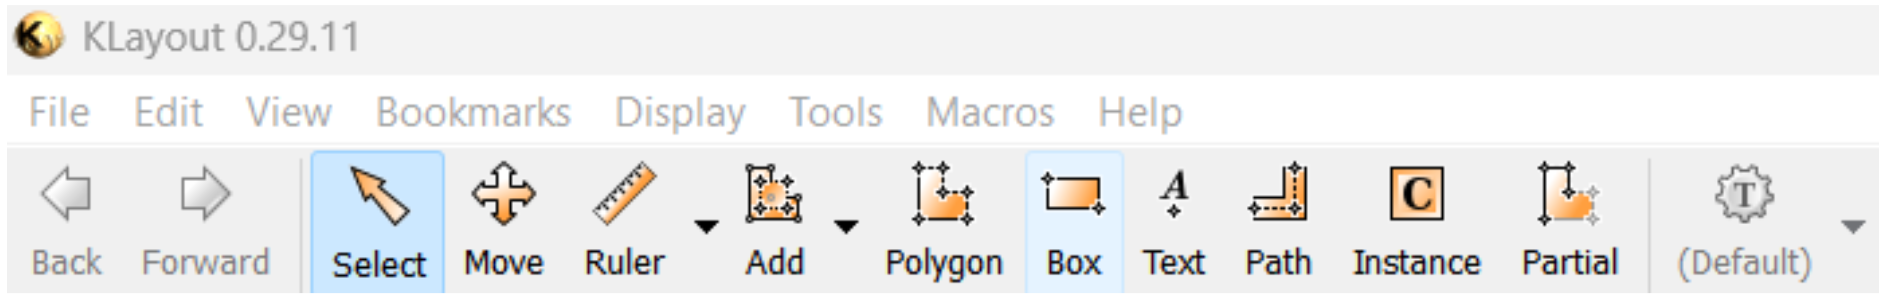 KLayout 0.29.11
File Edit View Bookmarks Display Tools Macros Help
A C T
Back Forward Select Move Ruler Add Polygon Box Text Path Instance Partial (Default)